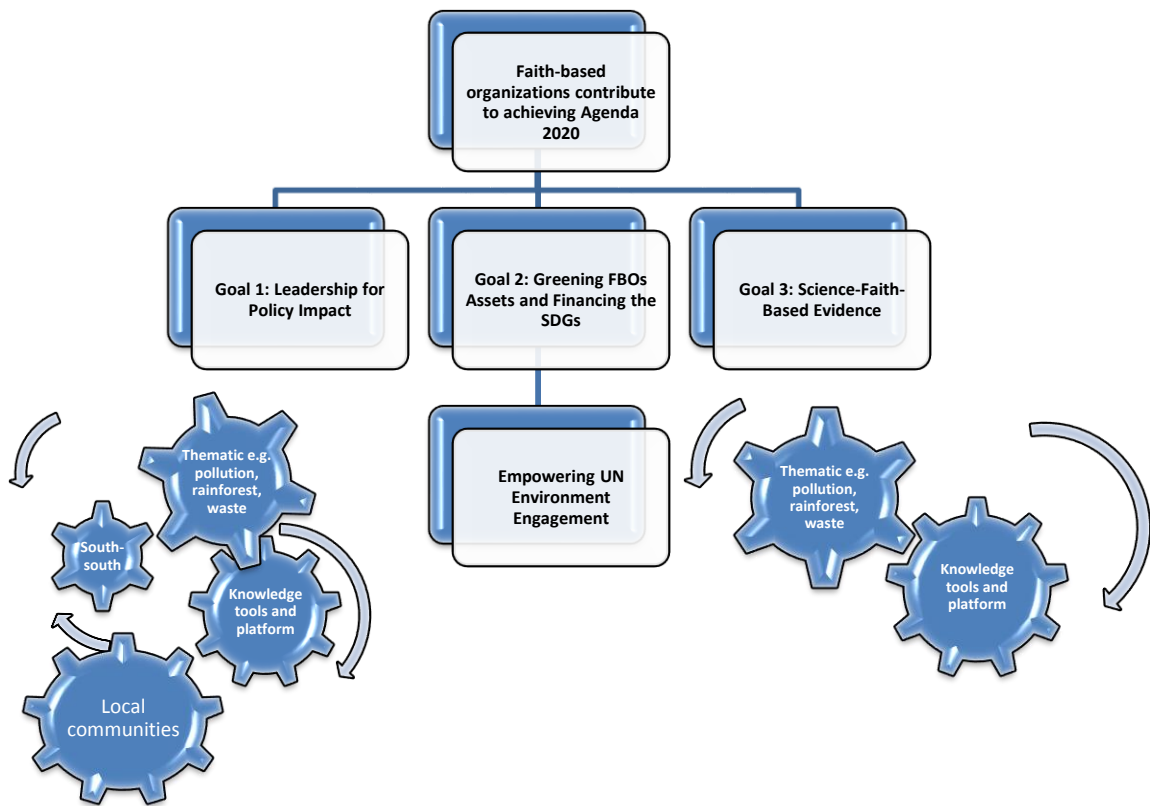 Faith-based
organizations contribute
to achieving Agenda
2020
Goal 1: Leadership for
Policy Impact
Goal 2: Greening FBOs
Assets and Financing the
SDGs
Goal 3: Science-Faith-
Based Evidence
Empowering UN
Environment
Engagement
Thematic e.g.
pollution,
rainforest,
waste
South-
south
Knowledge
tools and
platform
Local
communities
Thematic e.g.
pollution,
rainforest,
waste
Knowledge
tools and
platform